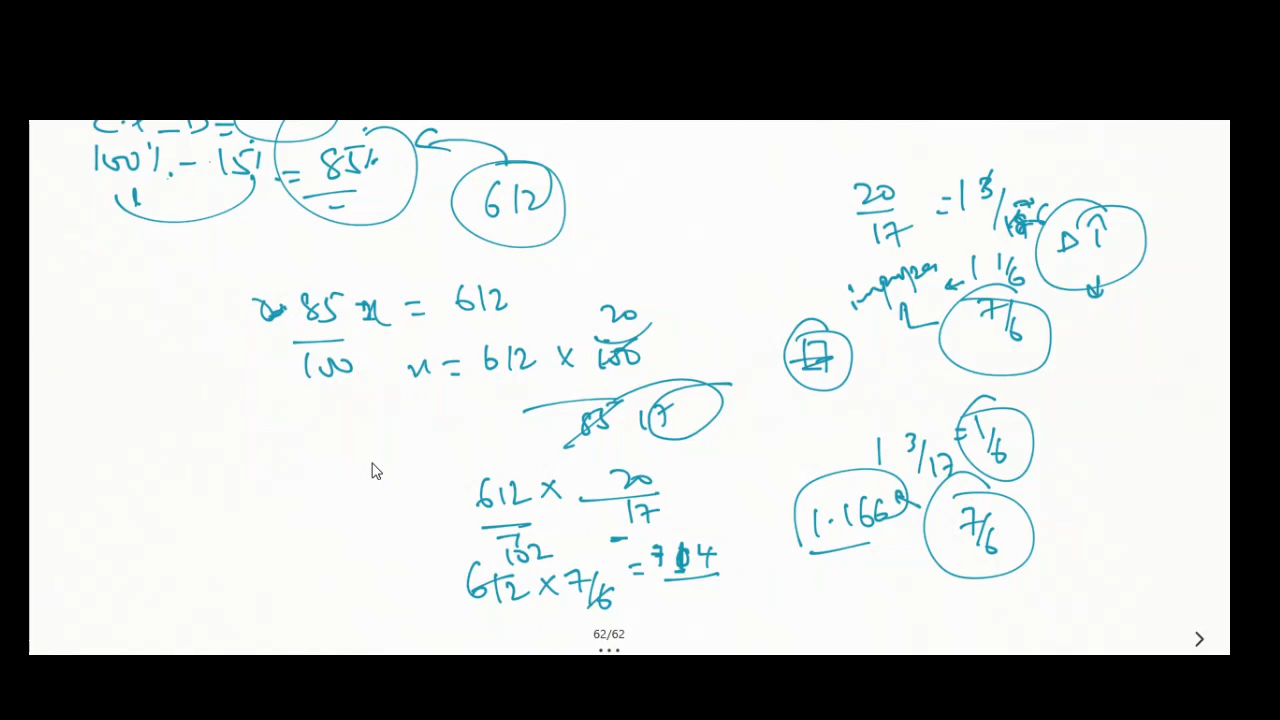 100% - 15% = 85%
612
85 x = 612
100
x = 612 × 20
100
85 17
612 × 20
17
102
612 × 7/6 = 714
20 = 1 3/
17
1 1/6
7/6
17
1 3/17 = 1/6
1.166
7/6
62/62